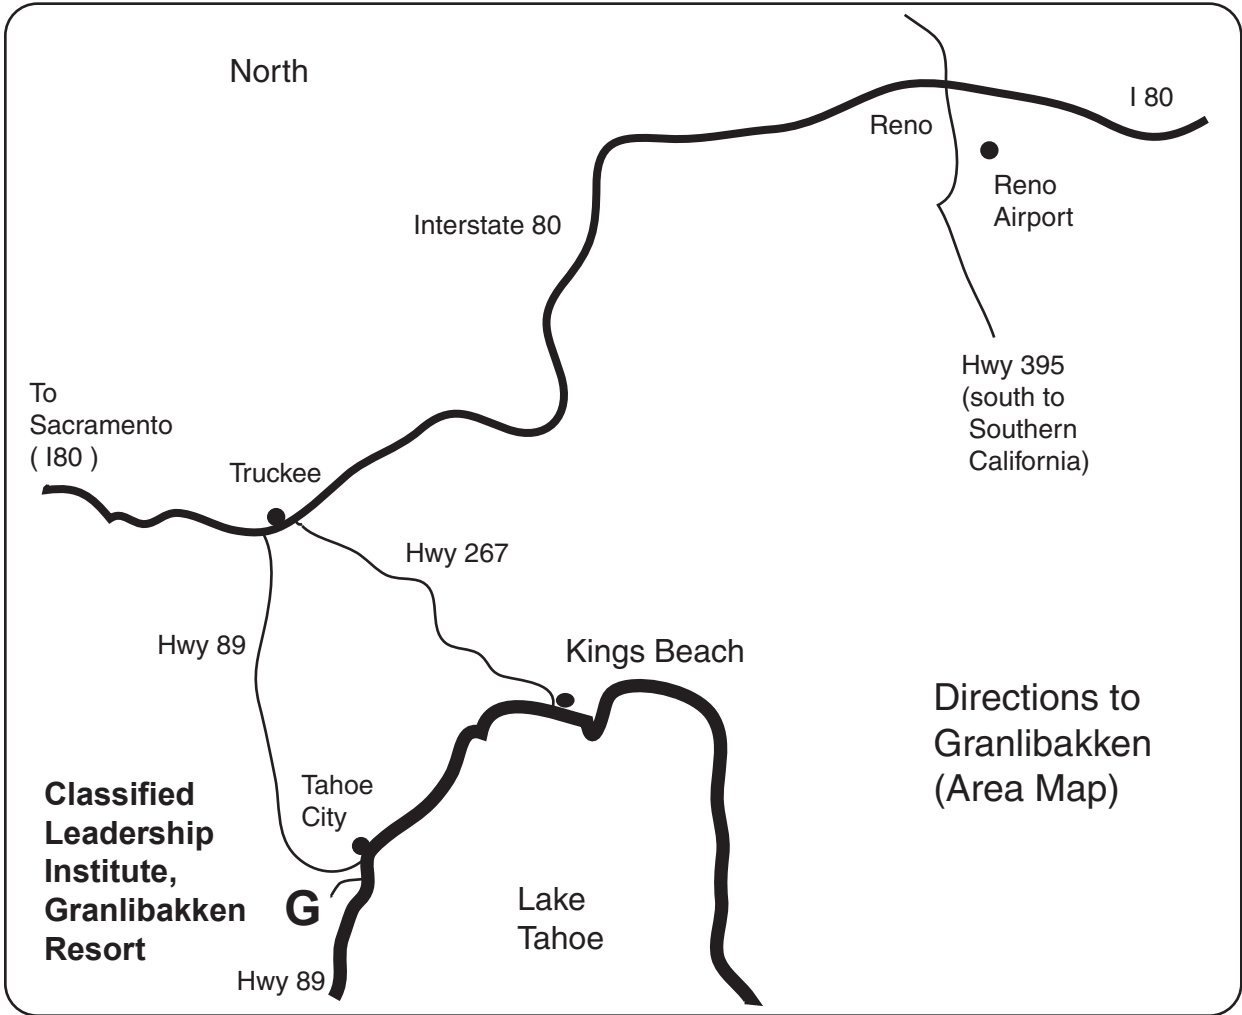 North
I 80
Reno
Reno
Airport
Interstate 80
Hwy 395
(south to
Southern
California)
To
Sacramento
( I80 )
Truckee
Hwy 267
Hwy 89
Kings Beach
Directions to
Granlibakken
(Area Map)
Tahoe
City
Classified
Leadership
Institute,
Granlibakken
Resort
G
Lake
Tahoe
Hwy 89